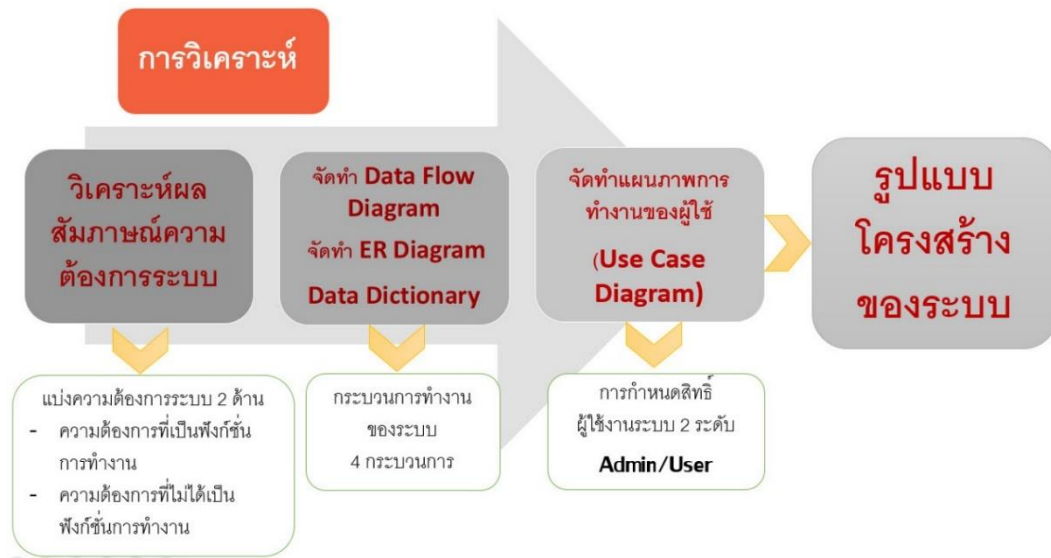 การวิเคราะห์
วิเคราะห์ผล
สัมภาษณ์ความ
ต้องการระบบ
จัดทำ Data Flow
Diagram
จัดทำ ER Diagram
Data Dictionary
จัดทำแผนภาพการ
ทำงานของผู้ใช้
(Use Case
Diagram)
รูปแบบ
โครงสร้าง
ของระบบ
แบ่งความต้องการระบบ 2 ด้าน
- ความต้องการที่เป็นฟังก์ชั่น
การทำงาน
- ความต้องการที่ไม่ได้เป็น
ฟังก์ชั่นการทำงาน
กระบวนการทำงาน
ของระบบ
4 กระบวนการ
การกำหนดสิทธิ์
ผู้ใช้งานระบบ 2 ระดับ
Admin/User